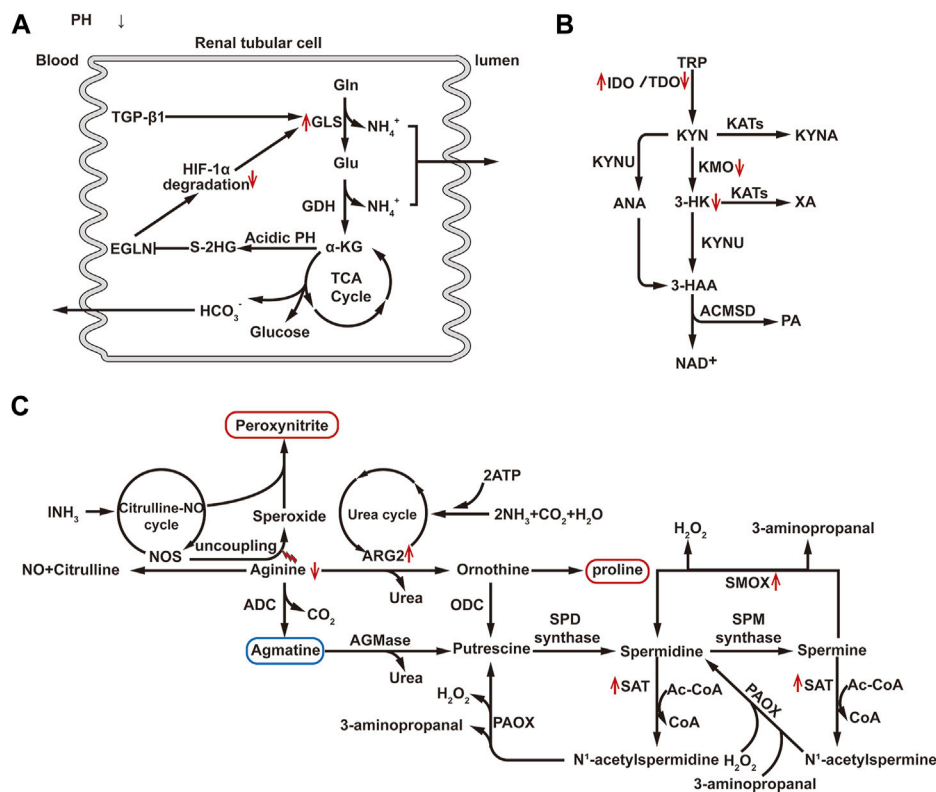 A
PH ↓
Renal tubular cell
Blood
lumen
Gln
TGP-β1
GLS
NH₄⁺
HIF-1α
degradation
Glu
GDH
NH₄⁺
EGLN
S-2HG
Acidic PH
α-KG
TCA
Cycle
HCO₃⁻
Glucose
B
TRP
IDO /TDO
KYN
KATs
KYNA
KYNU
KMO
ANA
3-HK
KATs
XA
KYNU
3-HAA
ACMSD
PA
NAD+
C
Peroxynitrite
2ATP
INH₃
Citrulline-NO
cycle
Speroxide
Urea cycle
2NH₃+CO₂+H₂O
H₂O₂
3-aminopropanal
NOS
uncoupling
ARG2
NO+Citrulline
Aginine
Ornothine
proline
SMOX
Urea
ADC
CO₂
ODC
SPD
synthase
SPM
synthase
Agmatine
AGMase
Putrescine
Spermidine
Spermine
Urea
SAT
Ac-CoA
CoA
PAOX
SAT
Ac-CoA
CoA
H₂O₂
3-aminopropanal
PAOX
N¹-acetylspermidine
H₂O₂
N¹-acetylspermine
3-aminopropanal